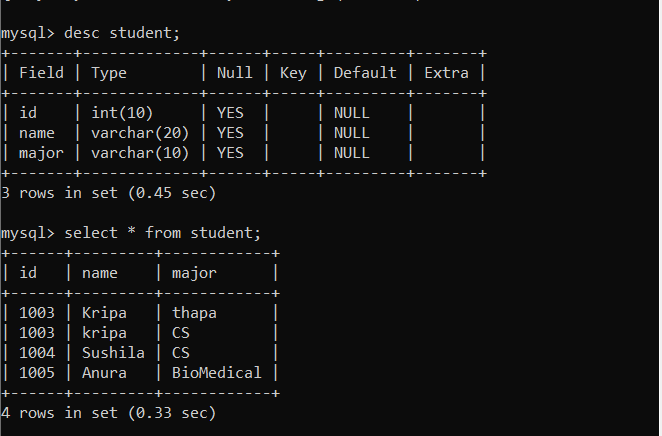 mysql> desc student;
+-------+-------------+------+-----+---------+-------+
| Field | Type        | Null | Key | Default | Extra |
+-------+-------------+------+-----+---------+-------+
| id    | int(10)     | YES  |     | NULL    |       |
| name  | varchar(20) | YES  |     | NULL    |       |
| major | varchar(10) | YES  |     | NULL    |       |
+-------+-------------+------+-----+---------+-------+
3 rows in set (0.45 sec)

mysql> select * from student;
+------+---------+------------+
| id   | name    | major      |
+------+---------+------------+
| 1003 | Kripa   | thapa      |
| 1003 | kripa   | CS         |
| 1004 | Sushila | CS         |
| 1005 | Anura   | BioMedical |
+------+---------+------------+
4 rows in set (0.33 sec)